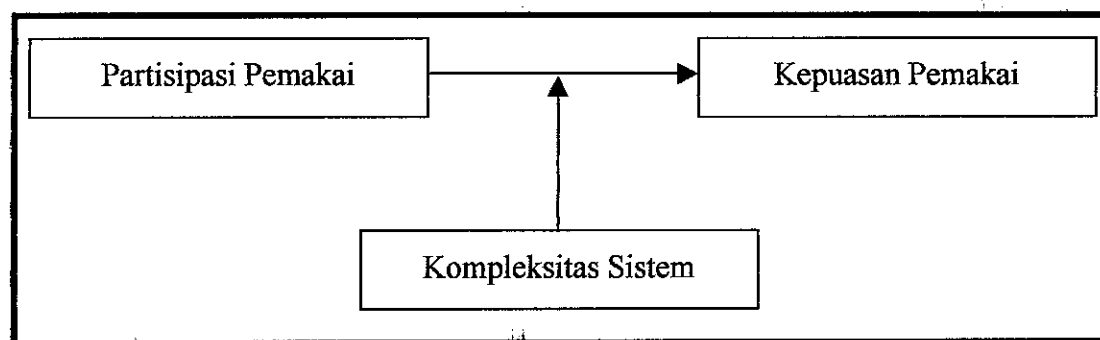 Partisipasi Pemakai
Kepuasan Pemakai
Kompleksitas Sistem